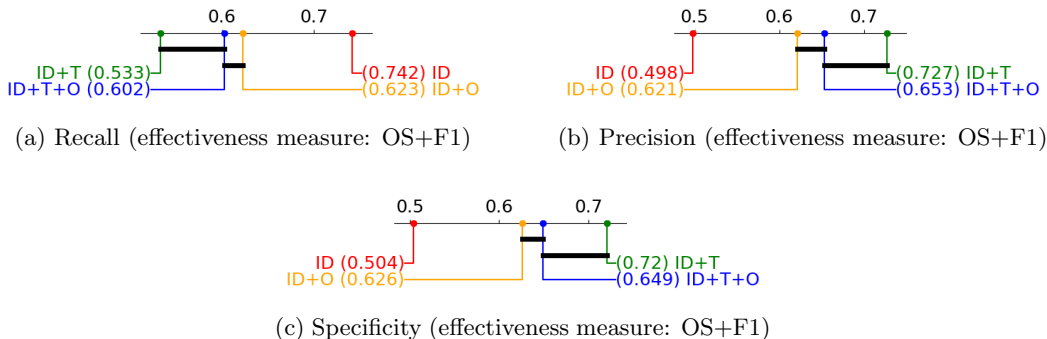 0.6 0.7
ID+T (0.533) (0.742) ID
ID+T+O (0.602) (0.623) ID+O
(a) Recall (effectiveness measure: OS+F1)
0.5 0.6 0.7
ID (0.498) (0.727) ID+T
ID+O (0.621) (0.653) ID+T+O
(b) Precision (effectiveness measure: OS+F1)
0.5 0.6 0.7
ID (0.504) (0.72) ID+T
ID+O (0.626) (0.649) ID+T+O
(c) Specificity (effectiveness measure: OS+F1)